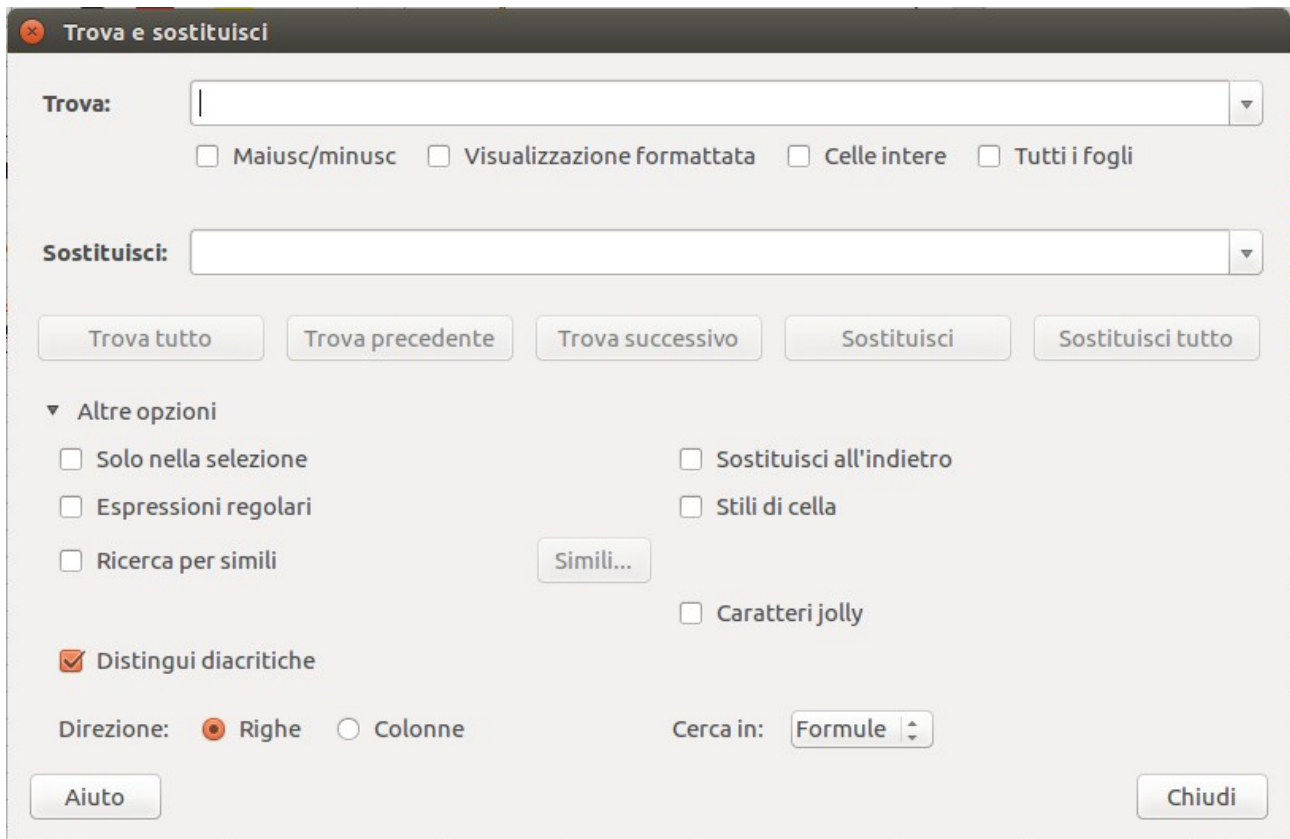 Trova e sostituisci
Trova:
Maiusc/minusc Visualizzazione formattata Celle intere Tutti i fogli
Sostituisci:
Trova tutto Trova precedente Trova successivo Sostituisci Sostituisci tutto
Altre opzioni
Solo nella selezione Sostituisci all'indietro
Espressioni regolari Stili di cella
Ricerca per simili Simili...
Caratteri jolly
Distingui diacritiche
Direzione: Righe Colonne Cerca in: Formule
Aiuto Chiudi